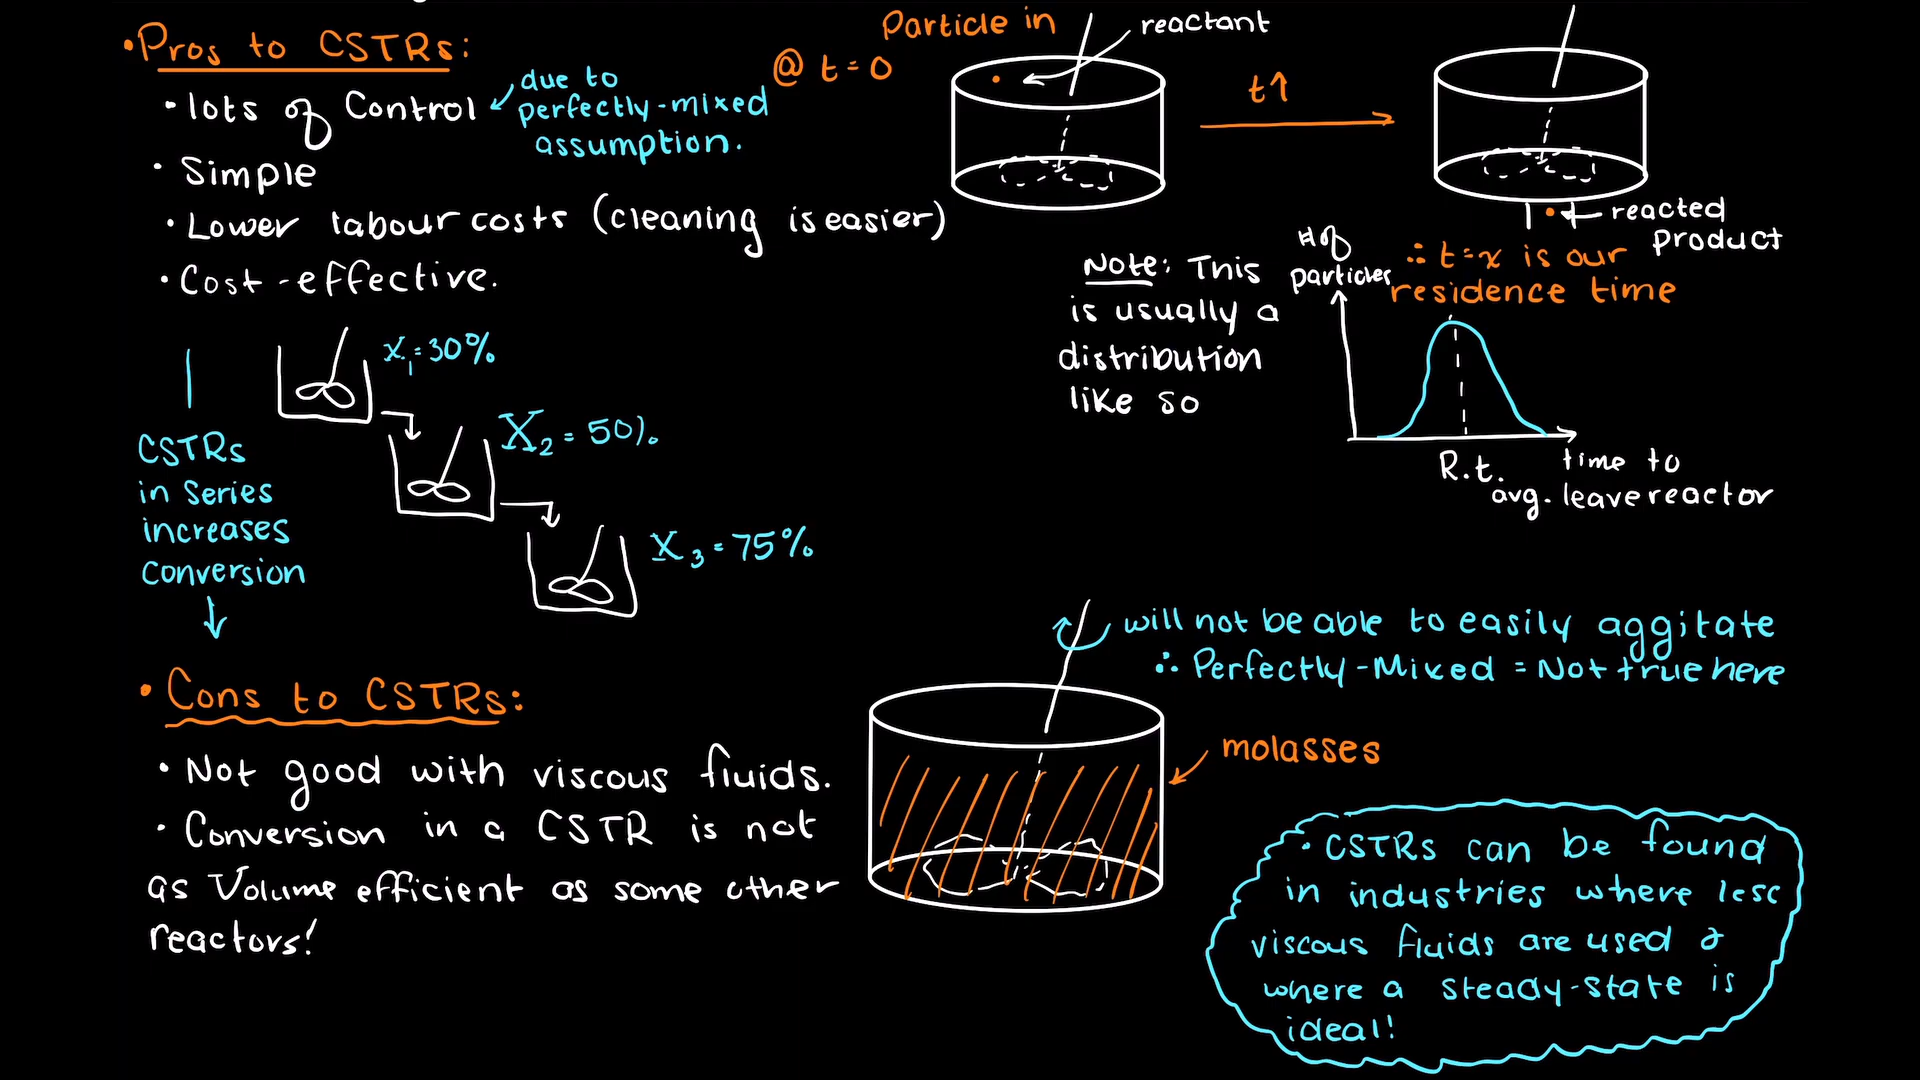 • Pros to CSTRs:
• lots of Control
due to
perfectly-mixed
assumption.
• Simple
• Lower labour costs (cleaning is easier)
• Cost-effective.
X₁=30%
X₂=50%
X₃=75%
CSTRs
in Series
increases
conversion
Particle in
@ t=0
reactant
t↑
reacted
product
∴ t=x is our
residence time
Note: This
is usually a
distribution
like so
# of
particles
R.t.
avg.
time to
leave reactor
• Cons to CSTRs:
• Not good with viscous fluids.
• Conversion in a CSTR is not
as Volume efficient as some other
reactors!
will not be able to easily aggitate
∴ Perfectly-Mixed = Not true here
molasses
• CSTRs can be found
in industries where less
viscous fluids are used &
where a steady-state is
ideal!